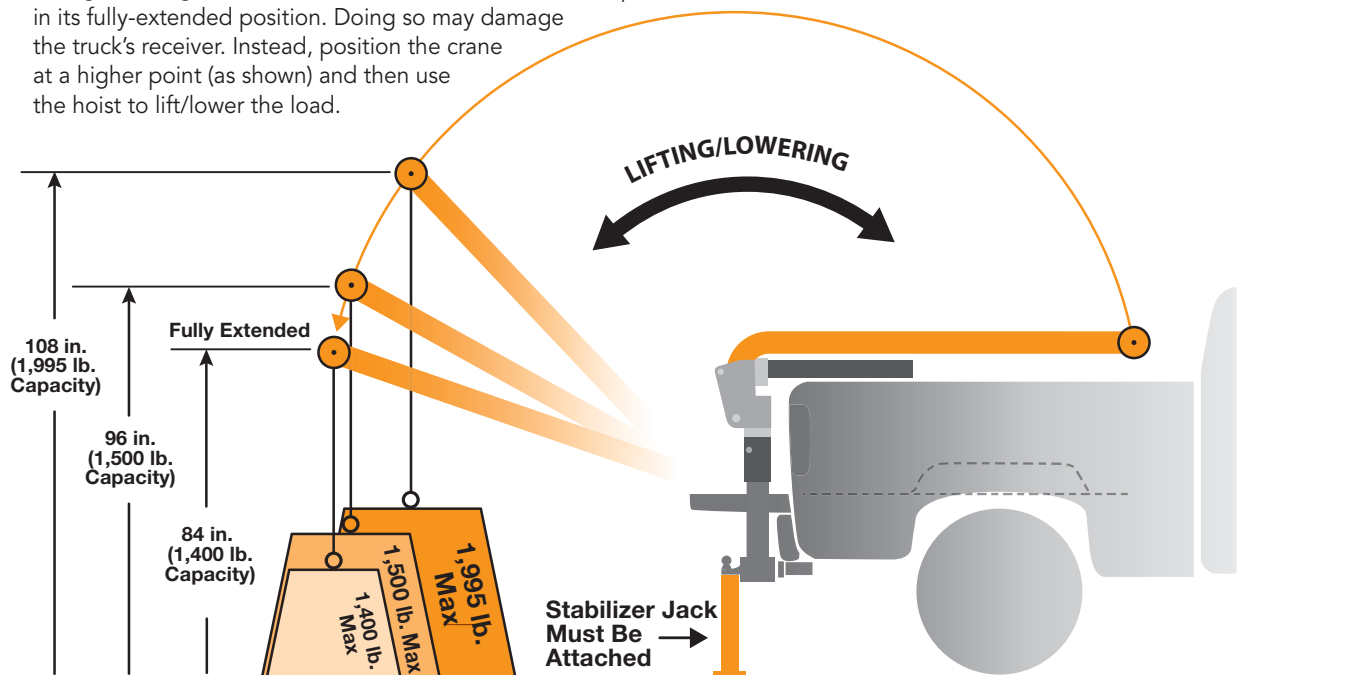 in its fully-extended position. Doing so may damage
the truck's receiver. Instead, position the crane
at a higher point (as shown) and then use
the hoist to lift/lower the load.
LIFTING/LOWERING
Fully Extended
108 in.
(1,995 lb.
Capacity)
96 in.
(1,500 lb.
Capacity)
84 in.
(1,400 lb.
Capacity)
1,995 lb.
Max
1,500 lb. Max
1,400 lb.
Max
Stabilizer Jack
Must Be
Attached